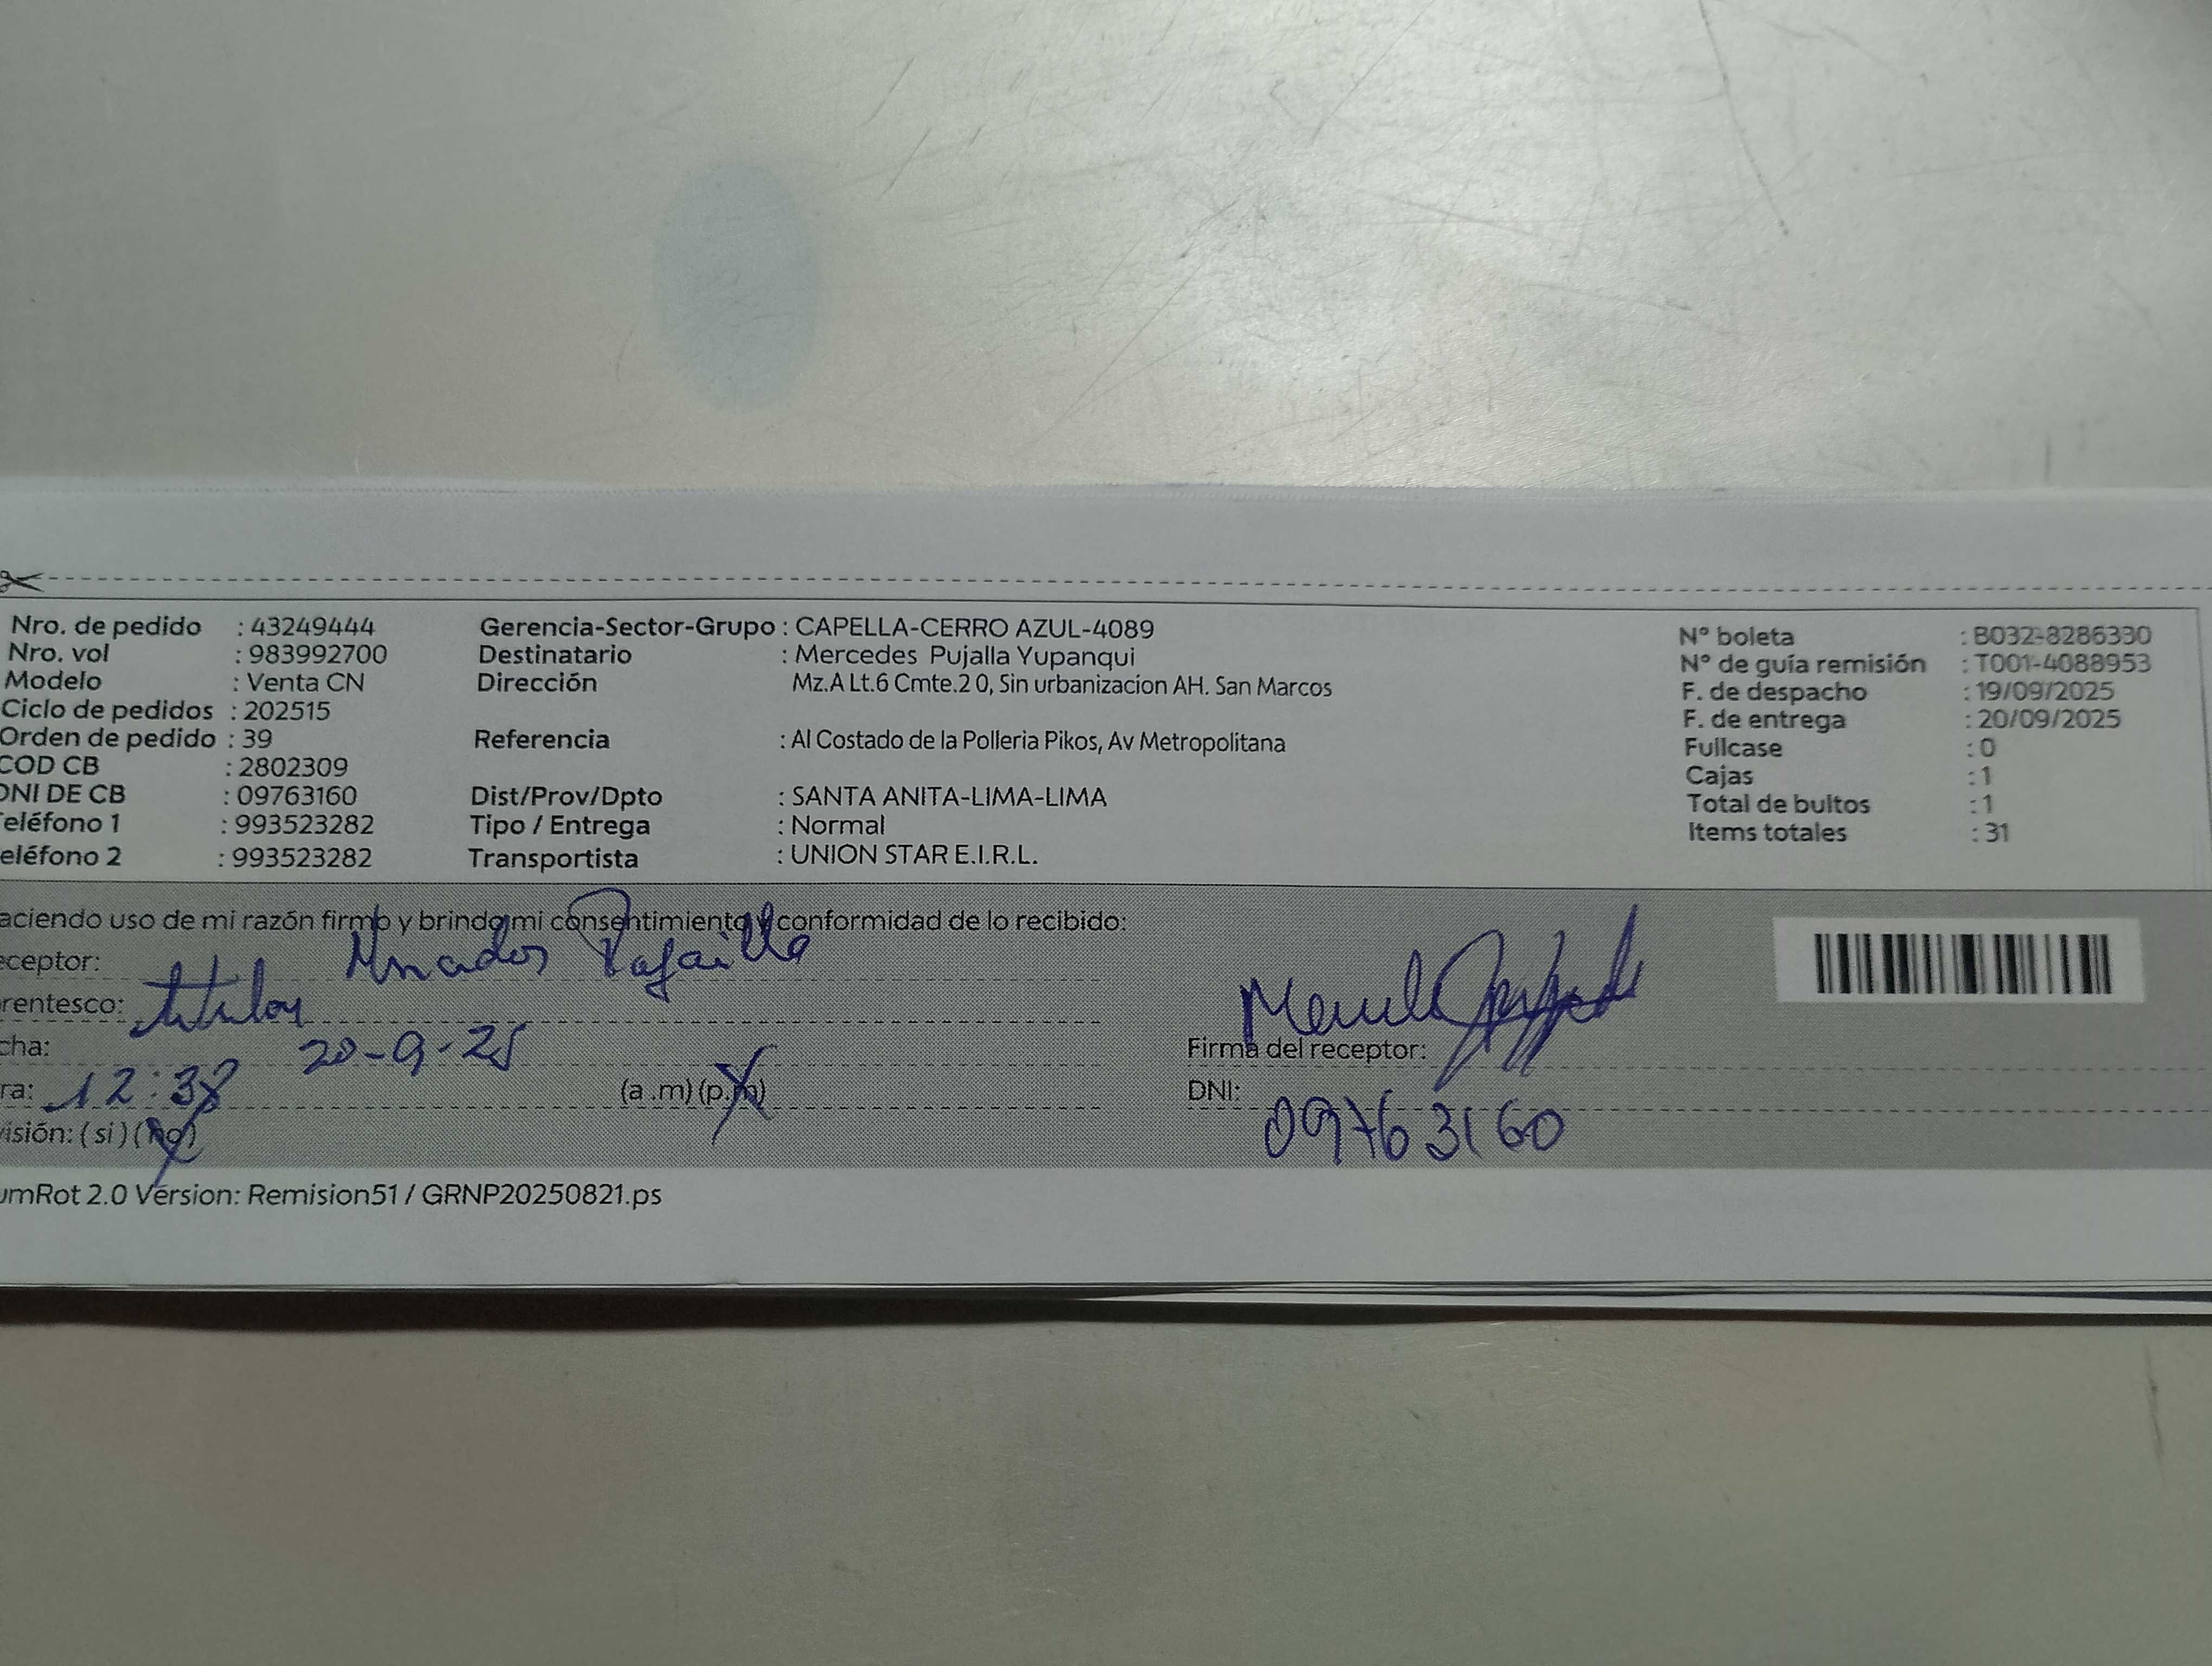 Nro. de pedido : 43249444 Gerencia-Sector-Grupo : CAPELLA-CERRO AZUL-4089 N° boleta : B032-8286330
Nro. vol : 983992700 Destinatario : Mercedes Pujalla Yupanqui N° de guía remisión : T001-4088953
Modelo : Venta CN Dirección Mz.A Lt.6 Cmte.2 0, Sin urbanizacion AH. San Marcos F. de despacho : 19/09/2025
Ciclo de pedidos : 202515 F. de entrega : 20/09/2025
Orden de pedido : 39 Referencia : Al Costado de la Polleria Pikos, Av Metropolitana Fullcase : 0
COD CB : 2802309 Cajas : 1
DNI DE CB : 09763160 Dist/Prov/Dpto : SANTA ANITA-LIMA-LIMA Total de bultos : 1
eléfono 1 : 993523282 Tipo / Entrega : Normal Items totales : 31
eléfono 2 : 993523282 Transportista : UNION STAR E.I.R.L.
aciendo uso de mi razón firmo y brindo mi consentimiento y conformidad de lo recibido:
eceptor:
rentesco: titular
cha: 20-9-25 Firma del receptor:
ra: 12:38 (a .m) (p.m) DNI: 09763160
visión: ( si ) (no)
umRot 2.0 Version: Remision51 / GRNP20250821.ps